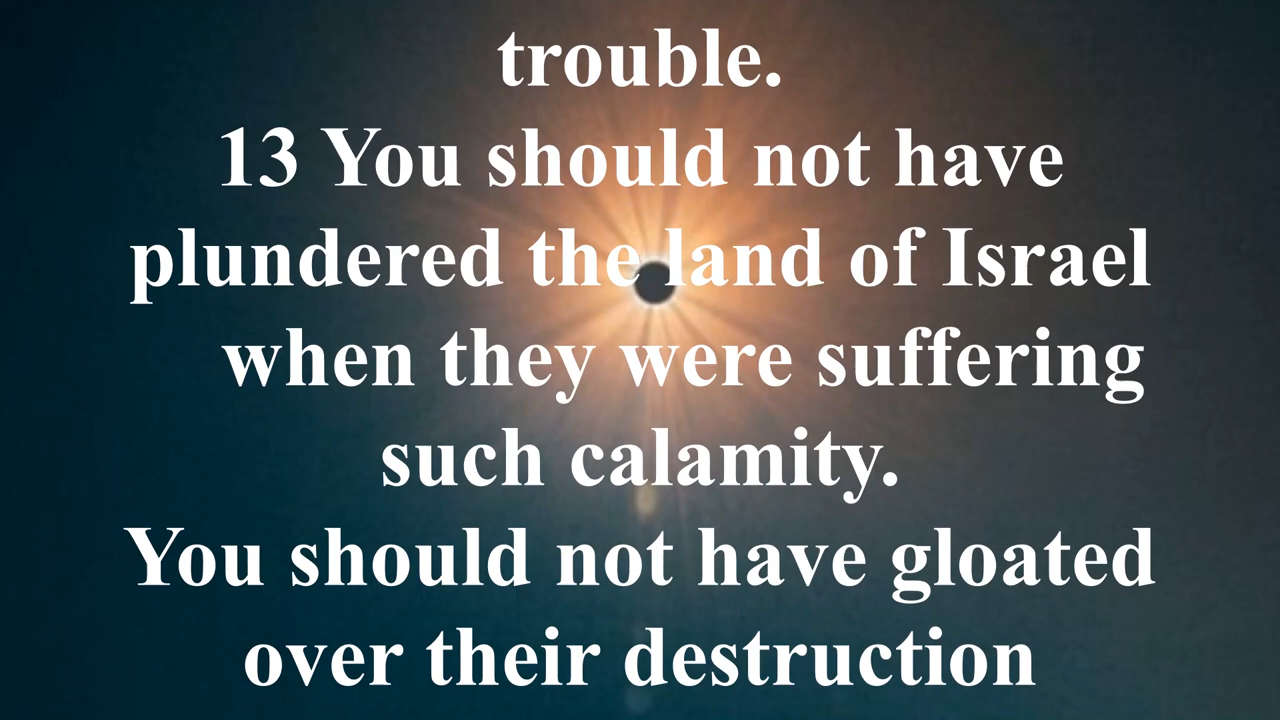 trouble.
13 You should not have
plundered the land of Israel
when they were suffering
such calamity.
You should not have gloated
over their destruction